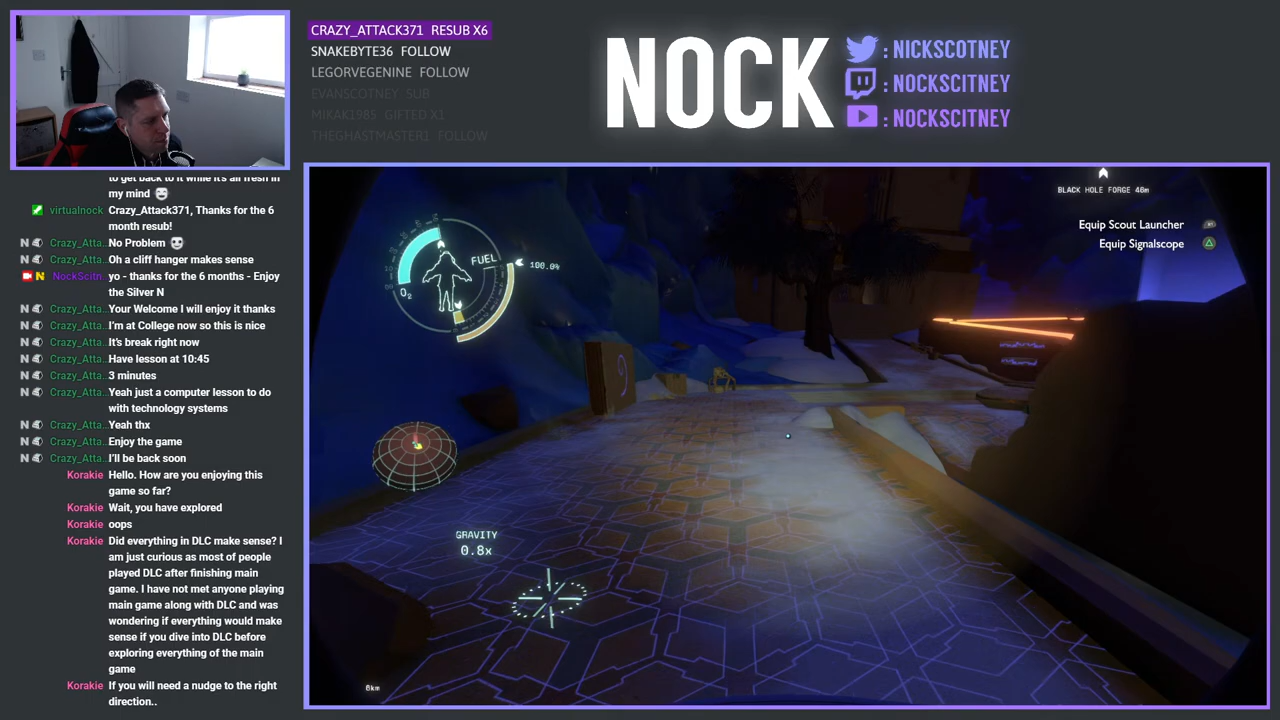 CRAZY_ATTACK371 RESUB X6
SNAKEBYTE36 FOLLOW
LEGORVEGENINE FOLLOW
EVANSCOTNEY SUB
MIKAK1985 GIFTED X1
THEGHASTMASTER1 FOLLOW
NOCK
: NICKSCOTNEY
: NOCKSCITNEY
: NOCKSCITNEY
to get back to it while it's all fresh in
my mind
virtualnock Crazy_Attack371, Thanks for the 6
month resub!
Crazy_Atta.. No Problem
Crazy_Atta.. Oh a cliff hanger makes sense
N NockScitn.. yo - thanks for the 6 months - Enjoy
the Silver N
N Crazy_Atta.. Your Welcome I will enjoy it thanks
N Crazy_Atta.. I'm at College now so this is nice
N Crazy_Atta.. It's break right now
N Crazy_Atta.. Have lesson at 10:45
N Crazy_Atta.. 3 minutes
N Crazy_Atta.. Yeah just a computer lesson to do
with technology systems
N Crazy_Atta.. Yeah thx
N Crazy_Atta.. Enjoy the game
N Crazy_Atta.. I'll be back soon
Korakie Hello. How are you enjoying this
game so far?
Korakie Wait, you have explored
Korakie oops
Korakie Did everything in DLC make sense? I
am just curious as most of people
played DLC after finishing main
game. I have not met anyone playing
main game along with DLC and was
wondering if everything would make
sense if you dive into DLC before
exploring everything of the main
game
Korakie If you will need a nudge to the right
direction..
BLACK HOLE FORGE 46m
Equip Scout Launcher
Equip Signalscope
FUEL
100.0%
O₂
GRAVITY
0.8x
6km